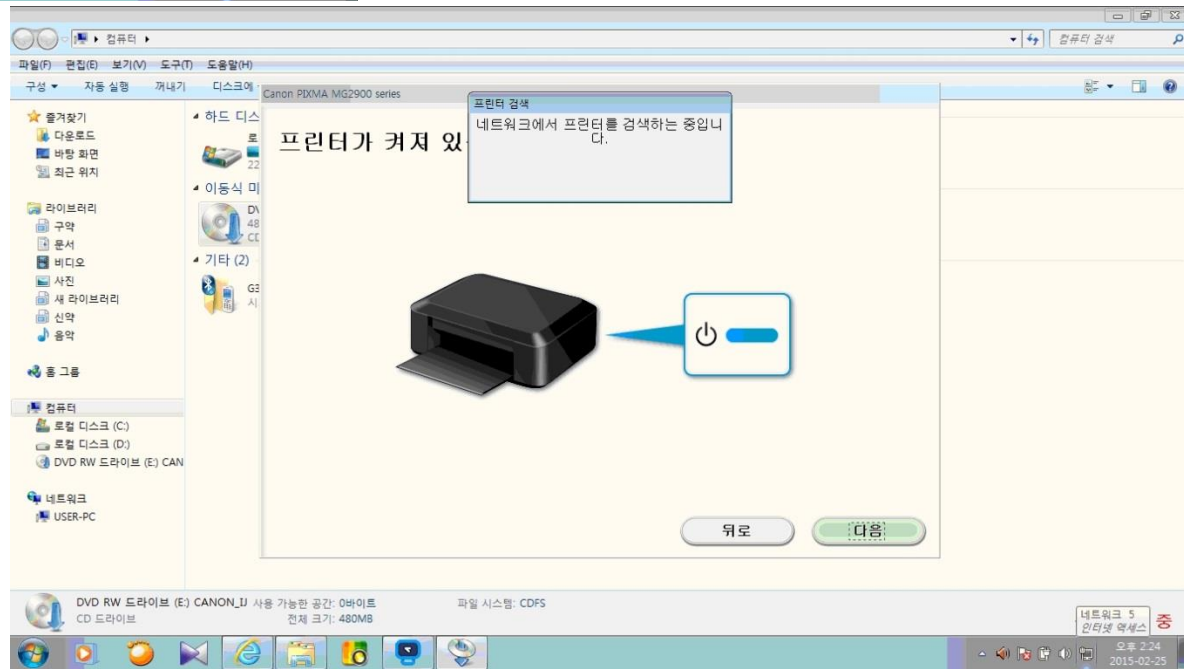 컴퓨터
컴퓨터 검색
파일(F) 편집(E) 보기(V) 도구(T) 도움말(H)
구성 자동 실행 꺼내기 디스크에
Canon PIXMA MG2900 series
프린터 검색
네트워크에서 프린터를 검색하는 중입니
다.
프린터가 켜져 있
즐겨찾기
다운로드
바탕 화면
최근 위치
라이브러리
구약
문서
비디오
사진
새 라이브러리
신약
음악
홈 그룹
컴퓨터
로컬 디스크 (C:)
로컬 디스크 (D:)
DVD RW 드라이브 (E:) CAN
네트워크
USER-PC
하드 디스
로
22
이동식 미
48
기타 (2)
G3
시
뒤로
다음
DVD RW 드라이브 (E:) CANON_IJ 사용 가능한 공간: 0바이트 파일 시스템: CDFS
CD 드라이브 전체 크기: 480MB
네트워크 5
인터넷 액세스
중
오후 2:24
2015-02-25